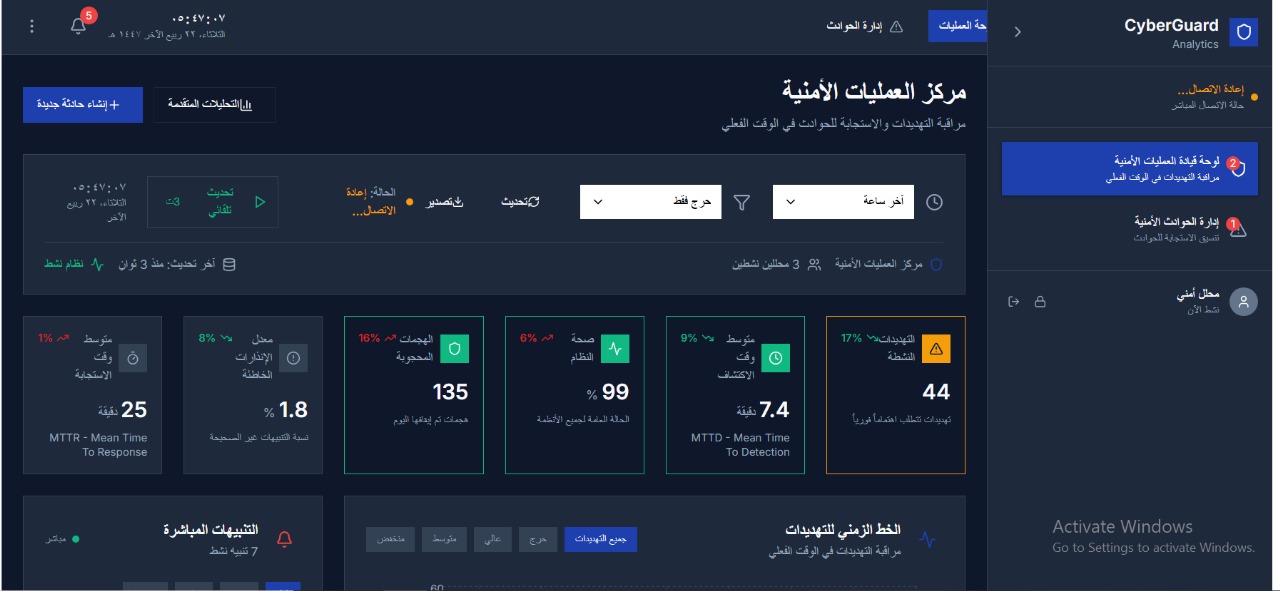 CyberGuard
Analytics
إعادة الاتصال...
حالة الاتصال المباشر
2
لوحة قيادة العمليات الأمنية
مراقبة التهديدات في الوقت الفعلي
1
إدارة الحوادث الأمنية
تنسيق الاستجابة للحوادث
محلل أمني
نشط الآن
حة العمليات
إدارة الحوادث
٠٥:٤٧:٠٧
الثلاثاء، ٢٢ ربيع الآخر ١٤٤٧ هـ
5
مركز العمليات الأمنية
مراقبة التهديدات والاستجابة للحوادث في الوقت الفعلي
التحليلات المتقدمة
إنشاء حادثة جديدة
آخر ساعة
حرج فقط
تحديث
تصدير
الحالة: إعادة
الاتصال...
تحديث
تلقائي
3ت
٠٥:٤٧:٠٧
الثلاثاء، ٢٢ ربيع
الآخر
مركز العمليات الأمنية
3 محللين نشطين
آخر تحديث: منذ 3 ثوانٍ
نظام نشط
التهديدات
النشطة
17%
44
تهديدات تتطلب اهتماماً فورياً
متوسط
وقت
الاكتشاف
9%
7.4 دقيقة
MTTD - Mean Time
To Detection
صحة
النظام
6%
99 %
الحالة العامة لجميع الأنظمة
الهجمات
المحجوبة
16%
135
هجمات تم إيقافها اليوم
معدل
الإنذارات
الخاطئة
8%
1.8 %
نسبة التنبيهات غير الصحيحة
متوسط
وقت
الاستجابة
1%
25 دقيقة
MTTR - Mean Time
To Response
الخط الزمني للتهديدات
مراقبة التهديدات في الوقت الفعلي
جميع التهديدات
حرج
عالي
متوسط
منخفض
60
التنبيهات المباشرة
7 تنبيه نشط
مباشر
Activate Windows
Go to Settings to activate Windows.